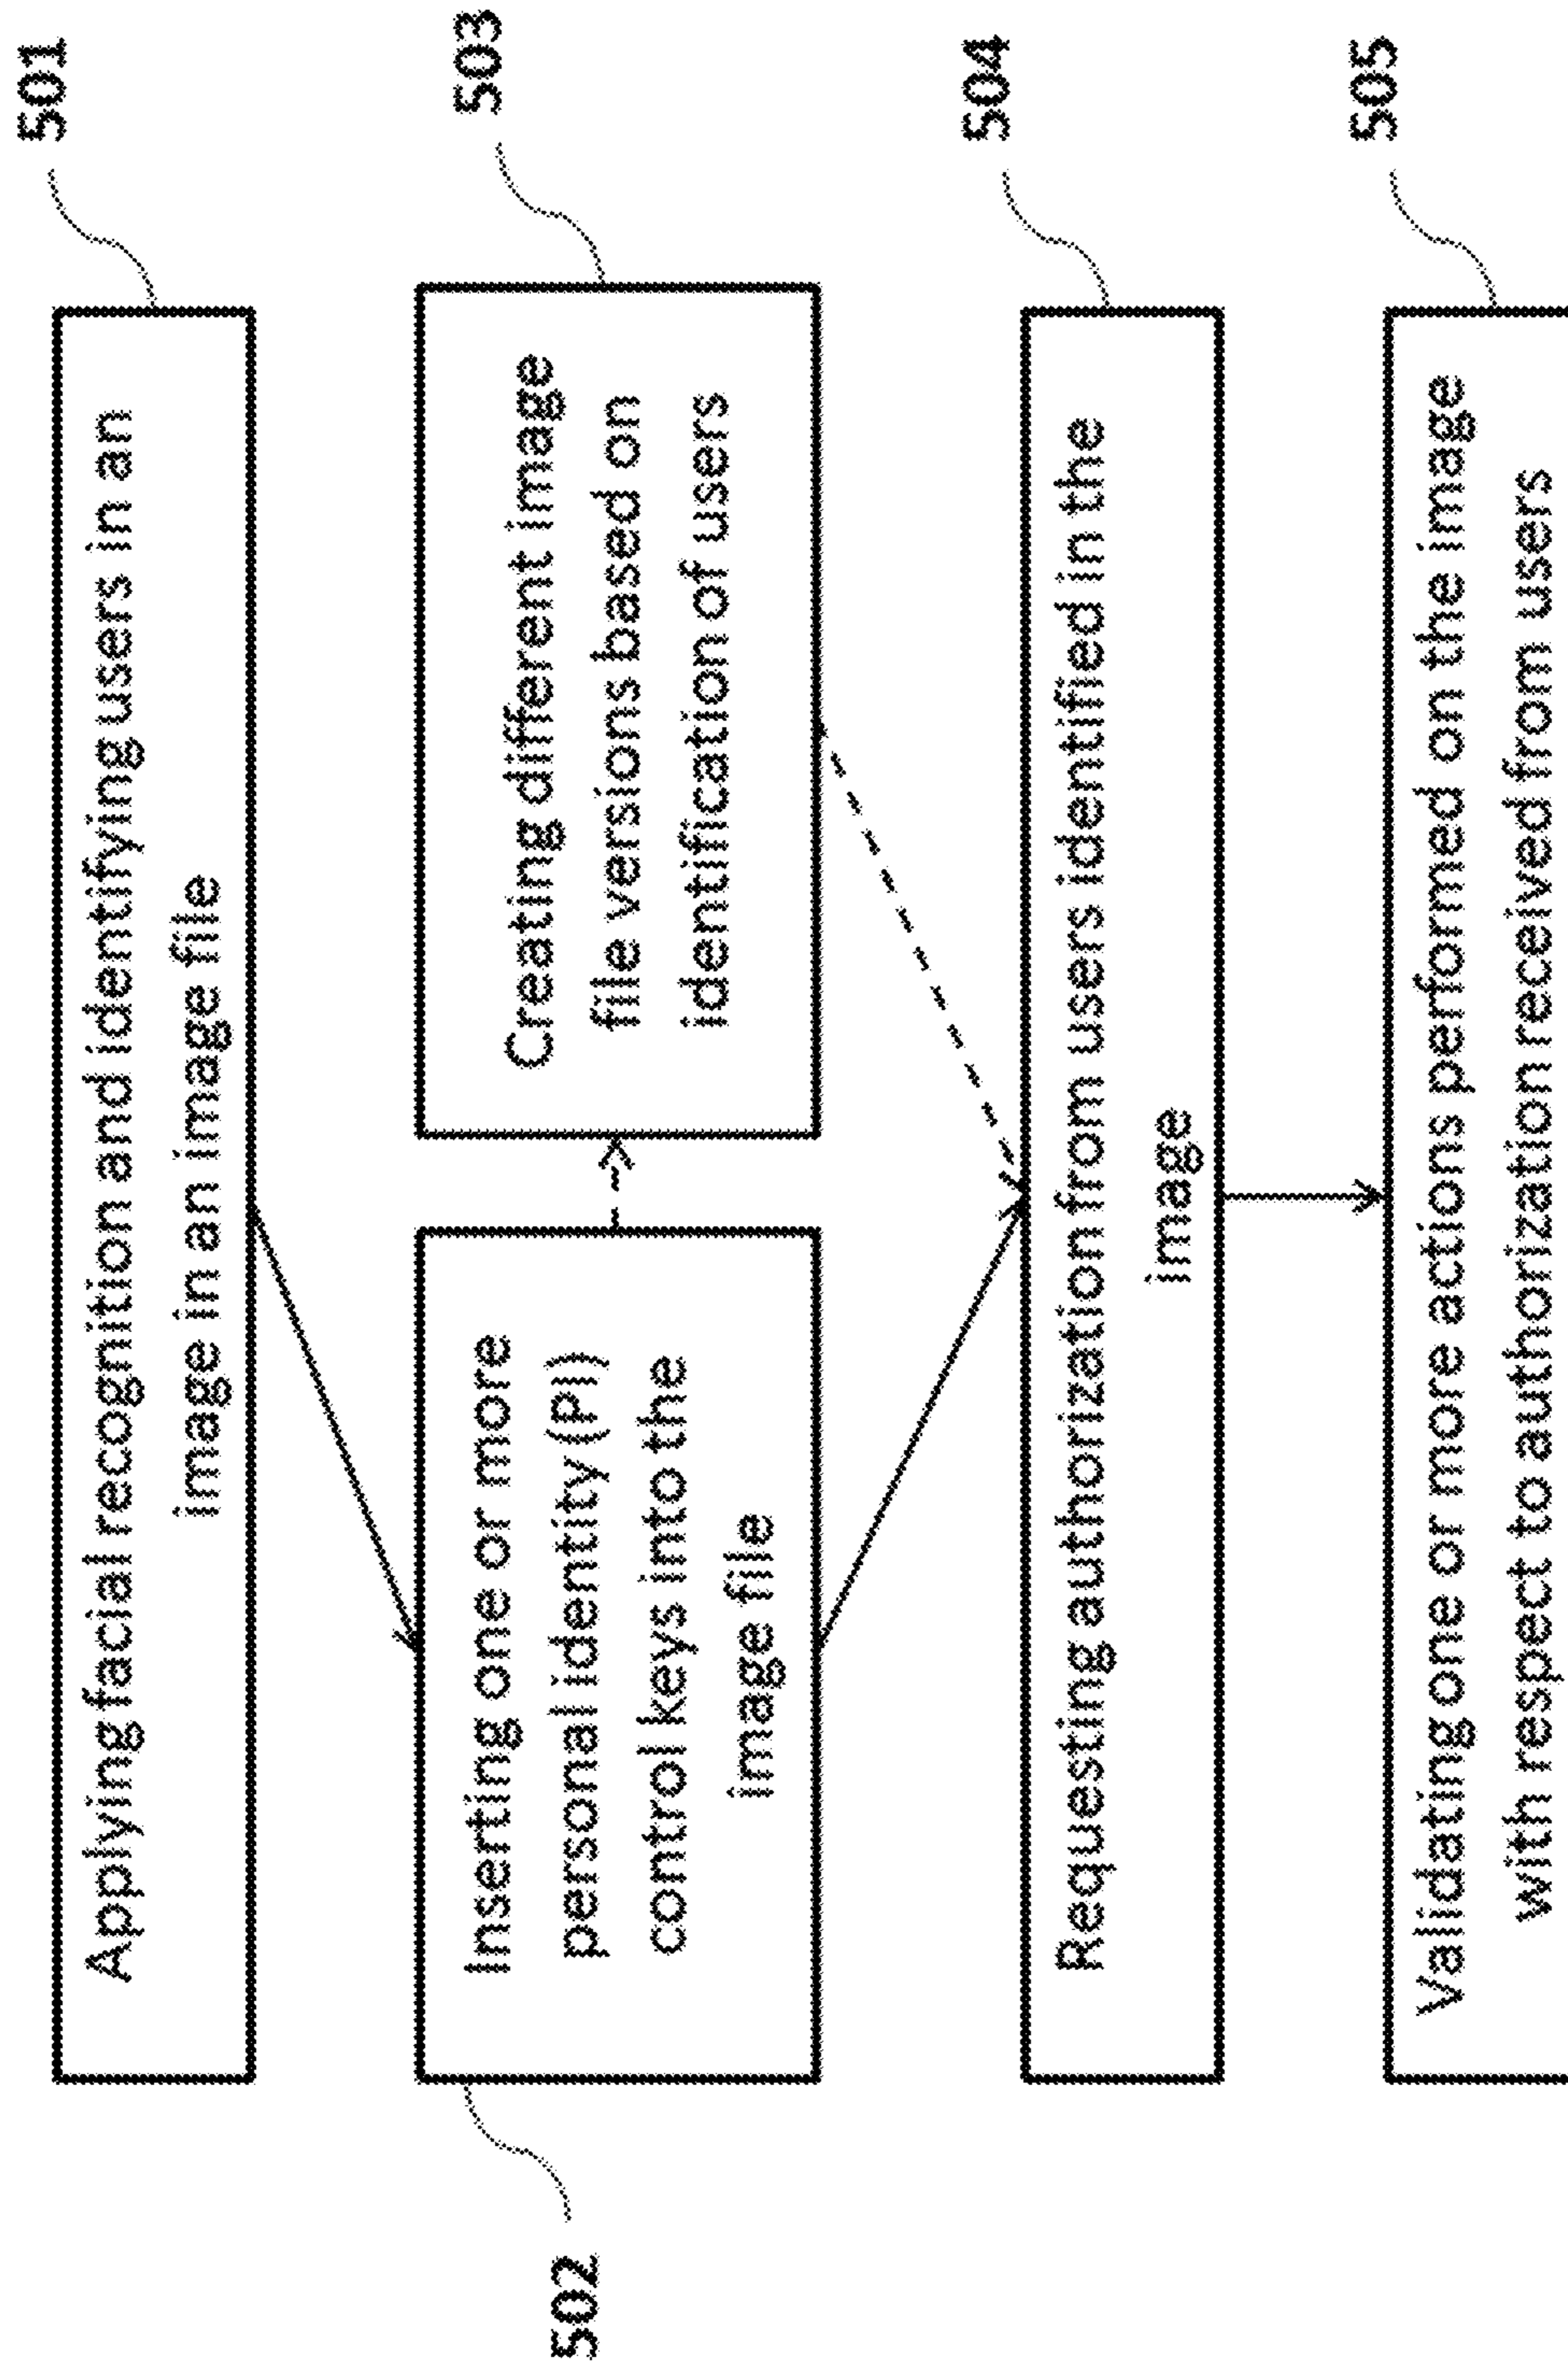 501
Applying facial recognition and identifying users in an
image in an image file
502
Inserting one or more
personal identity (PI)
control keys into the
image file
503
Creating different image
file versions based on
identification of users
504
Requesting authorization from users identified in the
image
505
Validating one or more actions performed on the image
with respect to authorization received from users